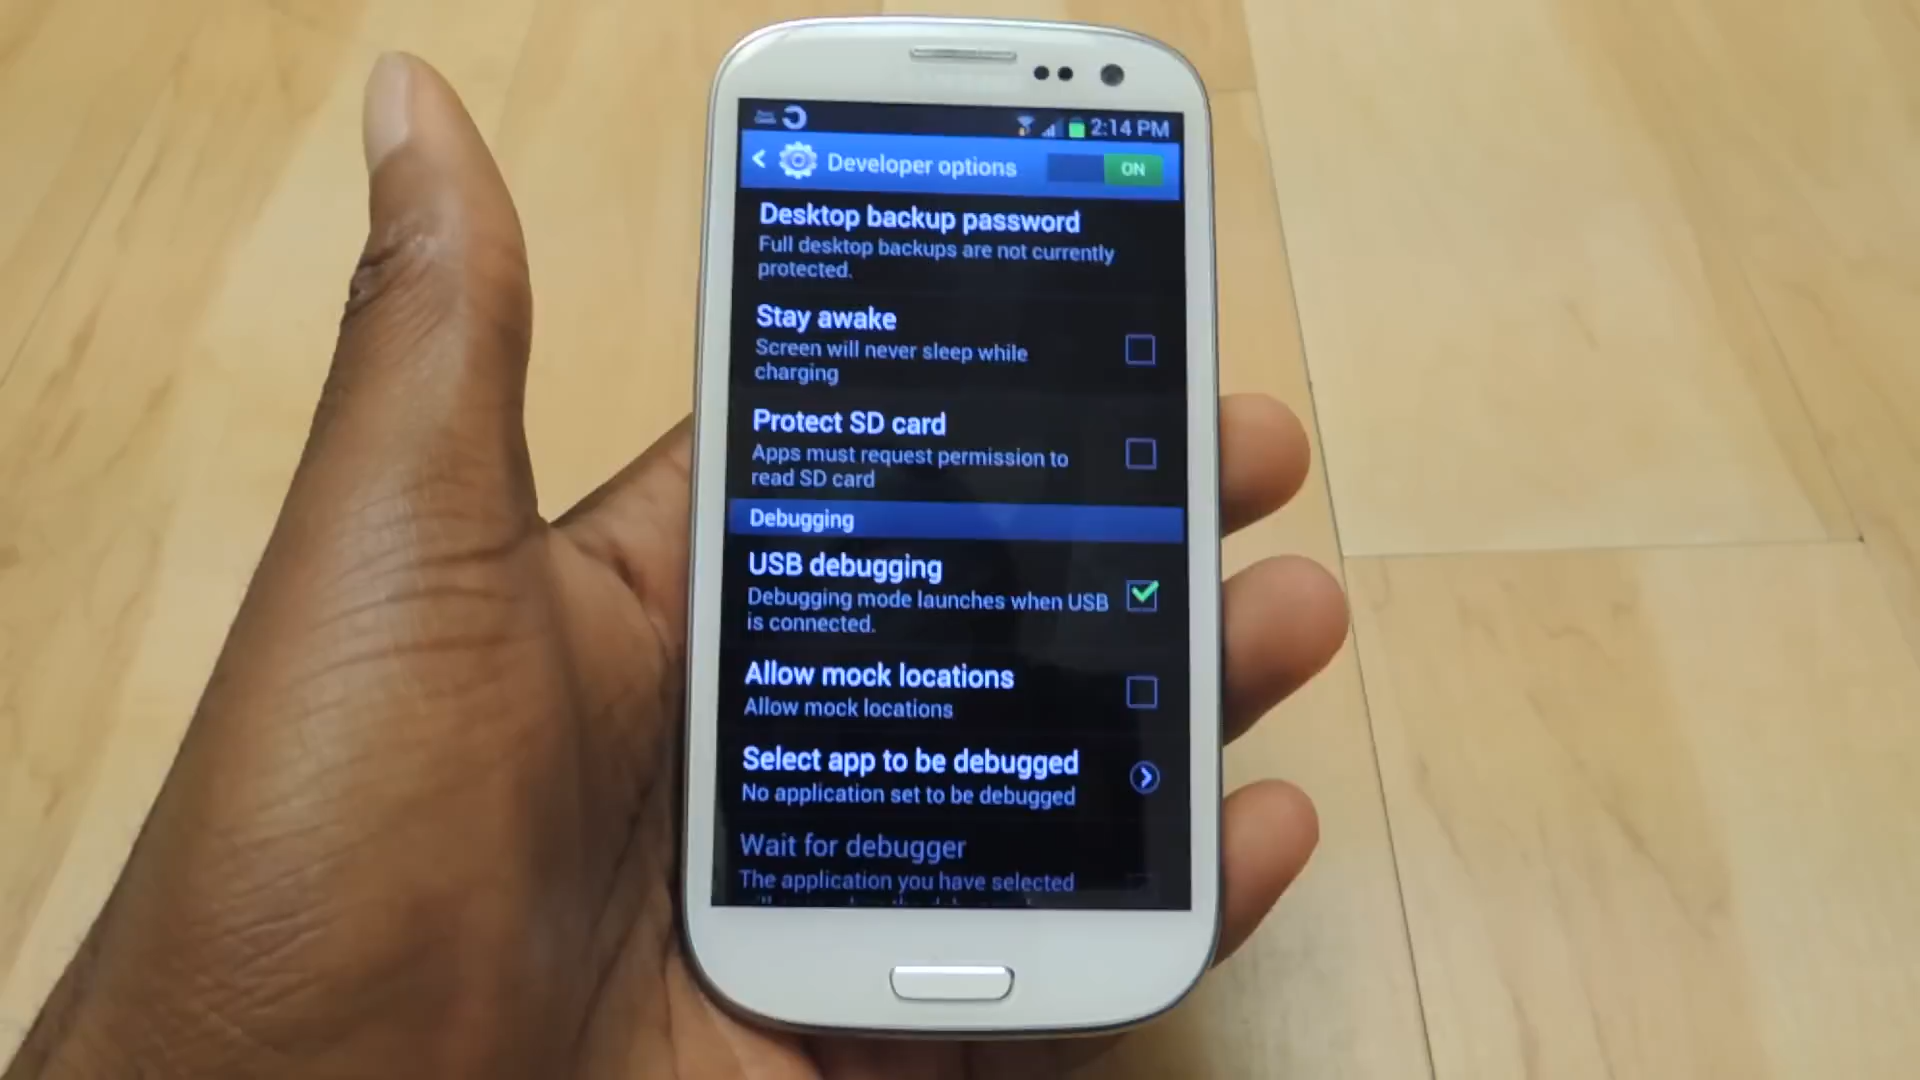 2:14 PM
Developer options
ON
Desktop backup password
Full desktop backups are not currently
protected.
Stay awake
Screen will never sleep while
charging
Protect SD card
Apps must request permission to
read SD card
Debugging
USB debugging
Debugging mode launches when USB
is connected.
Allow mock locations
Allow mock locations
Select app to be debugged
No application set to be debugged
Wait for debugger
The application you have selected